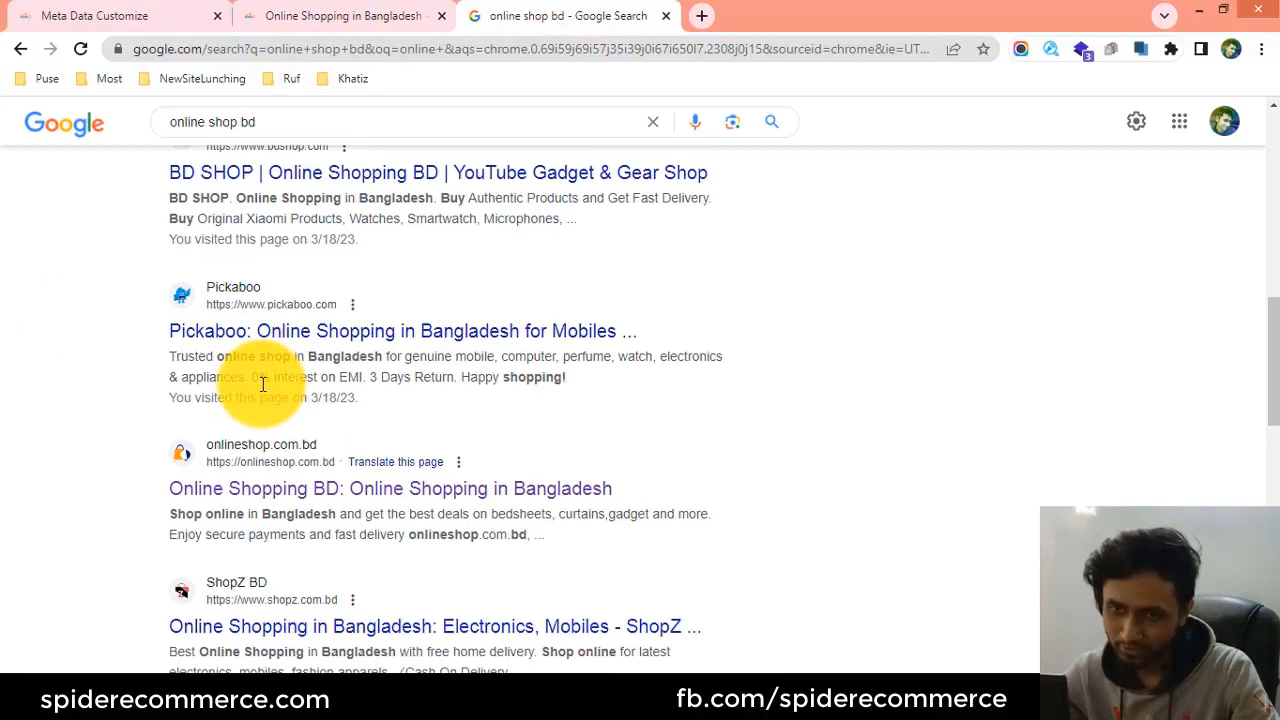 Meta Data Customize
Online Shopping in Bangladesh -
online shop bd - Google Search
google.com/search?q=online+shop+bd&oq=online+&aqs=chrome.0.69i59j69i57j35i39j0i67i650l7.2308j0j15&sourceid=chrome&ie=UT...
3
Puse
Most
NewSiteLunching
Ruf
Khatiz
Google
online shop bd
https://www.bdshop.com
BD SHOP | Online Shopping BD | YouTube Gadget & Gear Shop
BD SHOP. Online Shopping in Bangladesh. Buy Authentic Products and Get Fast Delivery.
Buy Original Xiaomi Products, Watches, Smartwatch, Microphones, ...
You visited this page on 3/18/23.
Pickaboo
https://www.pickaboo.com
Pickaboo: Online Shopping in Bangladesh for Mobiles ...
Trusted online shop in Bangladesh for genuine mobile, computer, perfume, watch, electronics
& appliances. 0% interest on EMI. 3 Days Return. Happy shopping!
You visited this page on 3/18/23.
onlineshop.com.bd
https://onlineshop.com.bd · Translate this page
Online Shopping BD: Online Shopping in Bangladesh
Shop online in Bangladesh and get the best deals on bedsheets, curtains,gadget and more.
Enjoy secure payments and fast delivery onlineshop.com.bd, ...
ShopZ BD
https://www.shopz.com.bd
Online Shopping in Bangladesh: Electronics, Mobiles - ShopZ ...
Best Online Shopping in Bangladesh with free home delivery. Shop online for latest
electronics, mobiles, fashion apparels. √Cash On Delivery
spiderecommerce.com
fb.com/spiderecommerce